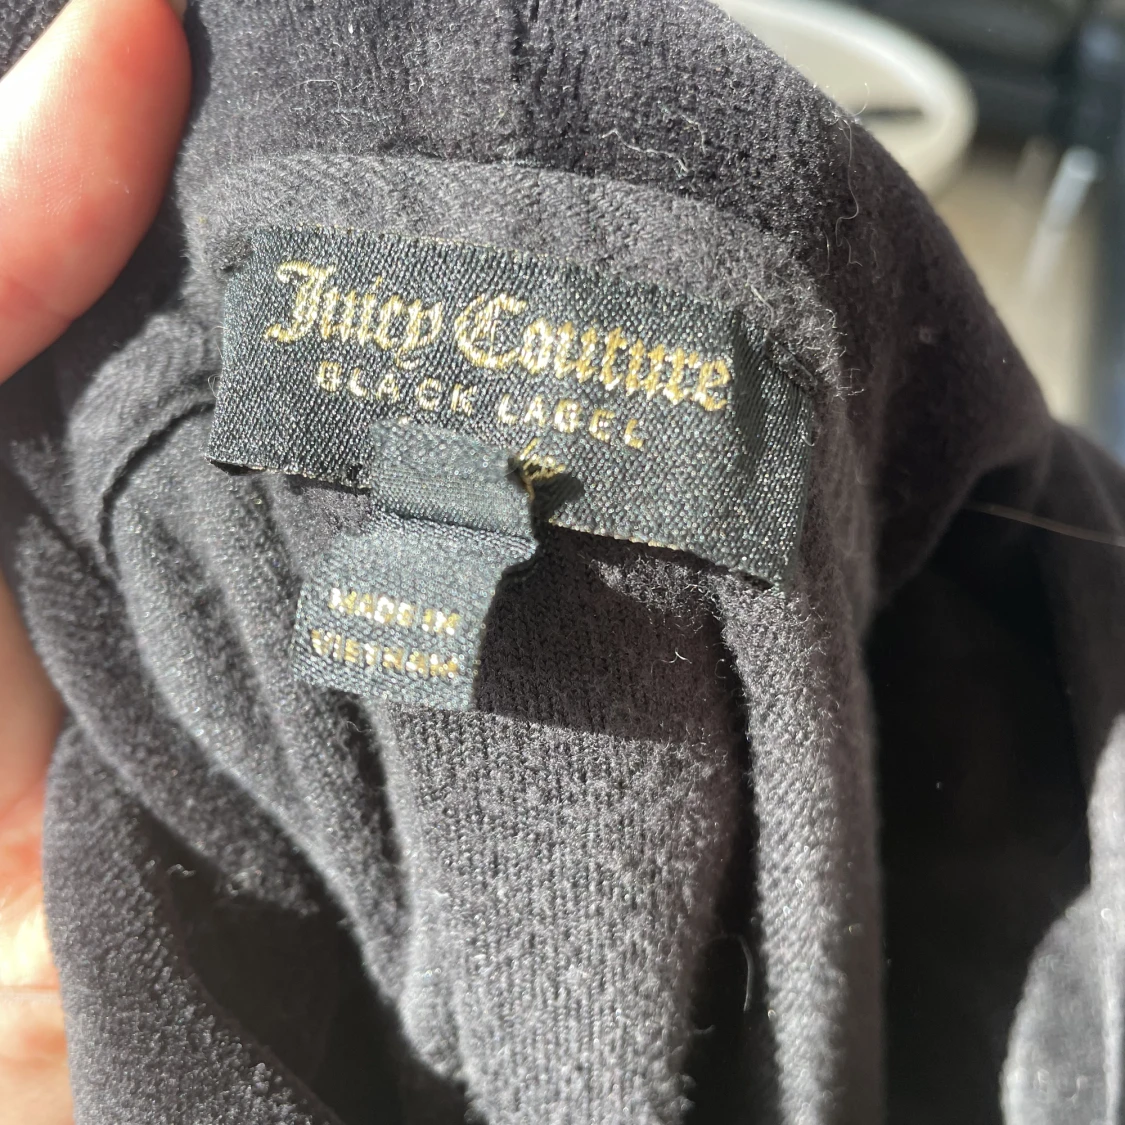 Juicy Couture
BLACK LABEL
MADE IN
VIETNAM